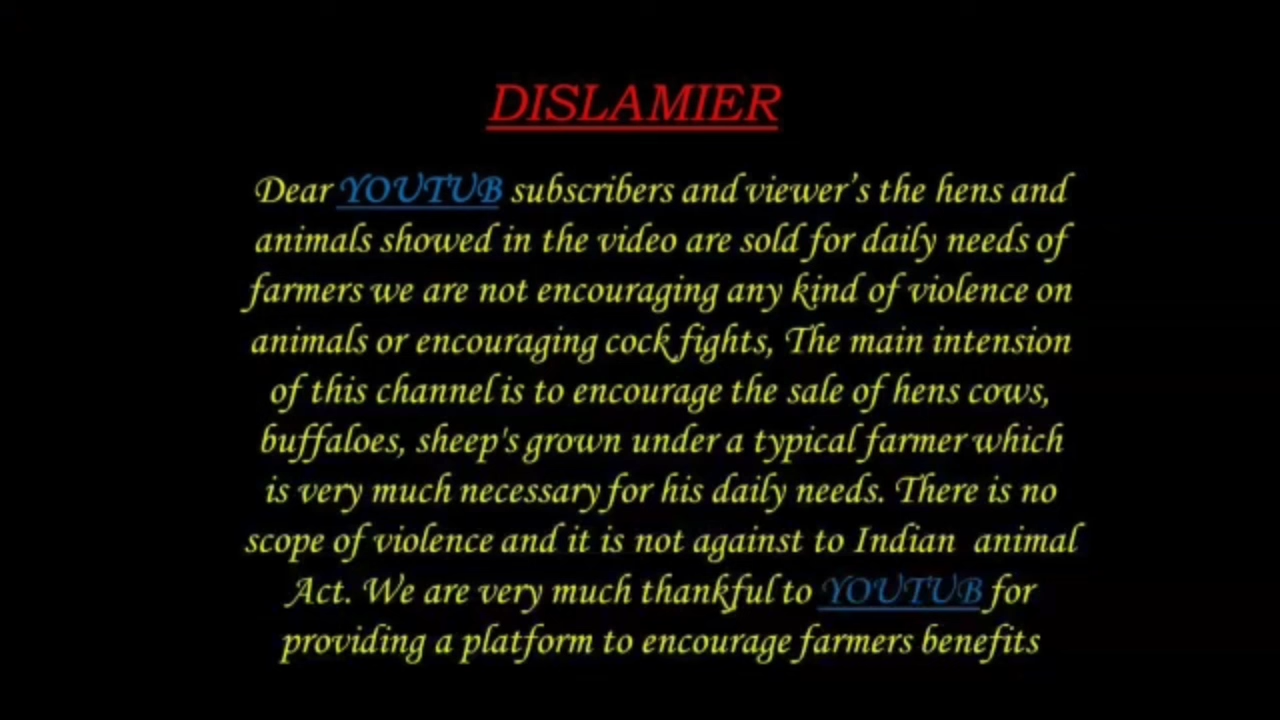 DISLAMIER
Dear YOUTUB subscribers and viewer's the hens and
animals showed in the video are sold for daily needs of
farmers we are not encouraging any kind of violence on
animals or encouraging cock fights, The main intension
of this channel is to encourage the sale of hens cows,
buffaloes, sheep's grown under a typical farmer which
is very much necessary for his daily needs. There is no
scope of violence and it is not against to Indian animal
Act. We are very much thankful to YOUTUB for
providing a platform to encourage farmers benefits